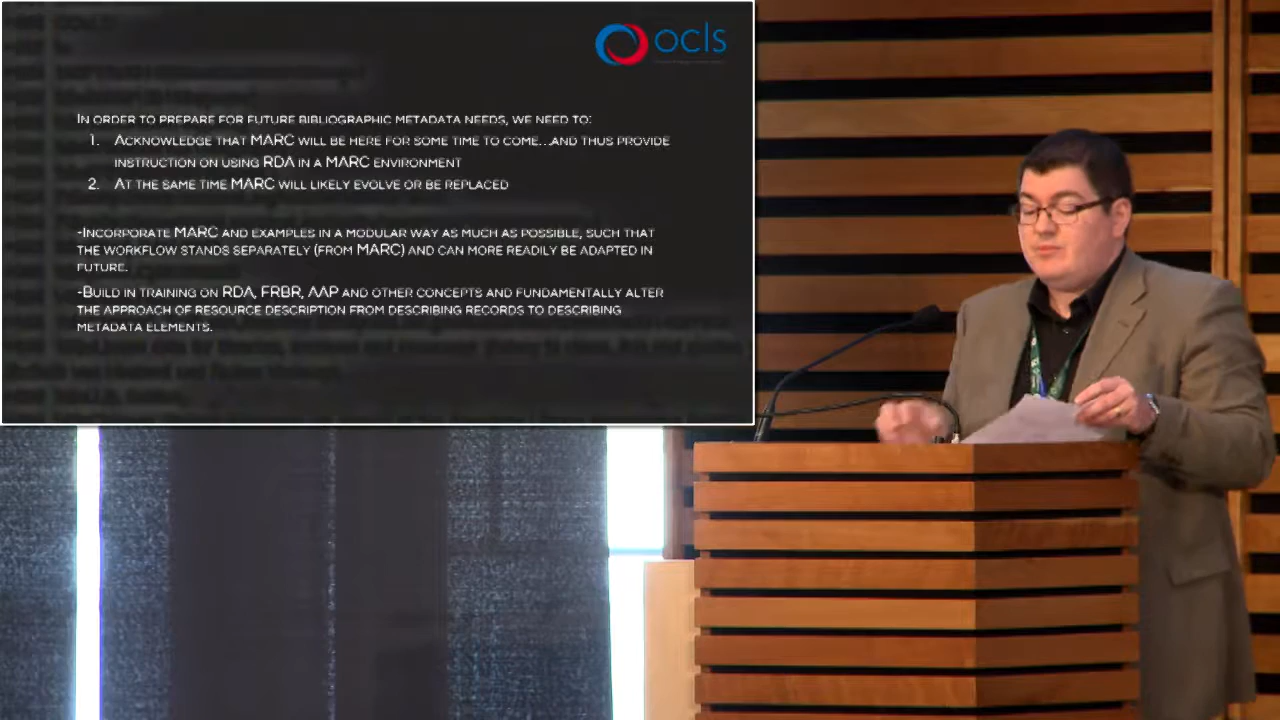 ocls
In order to prepare for future bibliographic metadata needs, we need to:
1. Acknowledge that MARC will be here for some time to come...and thus provide
instruction on using RDA in a MARC environment
2. At the same time MARC will likely evolve or be replaced
-Incorporate MARC and examples in a modular way as much as possible, such that
the workflow stands separately (from MARC) and can more readily be adapted in
future.
-Build in training on RDA, FRBR, AAP and other concepts and fundamentally alter
the approach of resource description from describing records to describing
metadata elements.